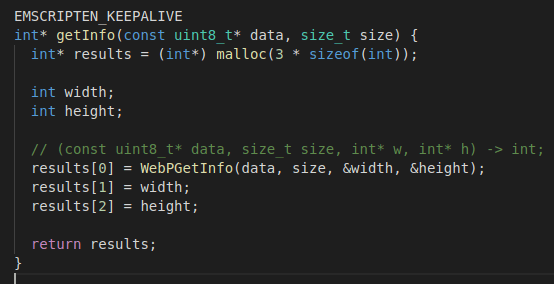 EMSCRIPTEN_KEEPALIVE
int* getInfo(const uint8_t* data, size_t size) {
  int* results = (int*) malloc(3 * sizeof(int));

  int width;
  int height;

  // (const uint8_t* data, size_t size, int* w, int* h) -> int;
  results[0] = WebPGetInfo(data, size, &width, &height);
  results[1] = width;
  results[2] = height;

  return results;
}